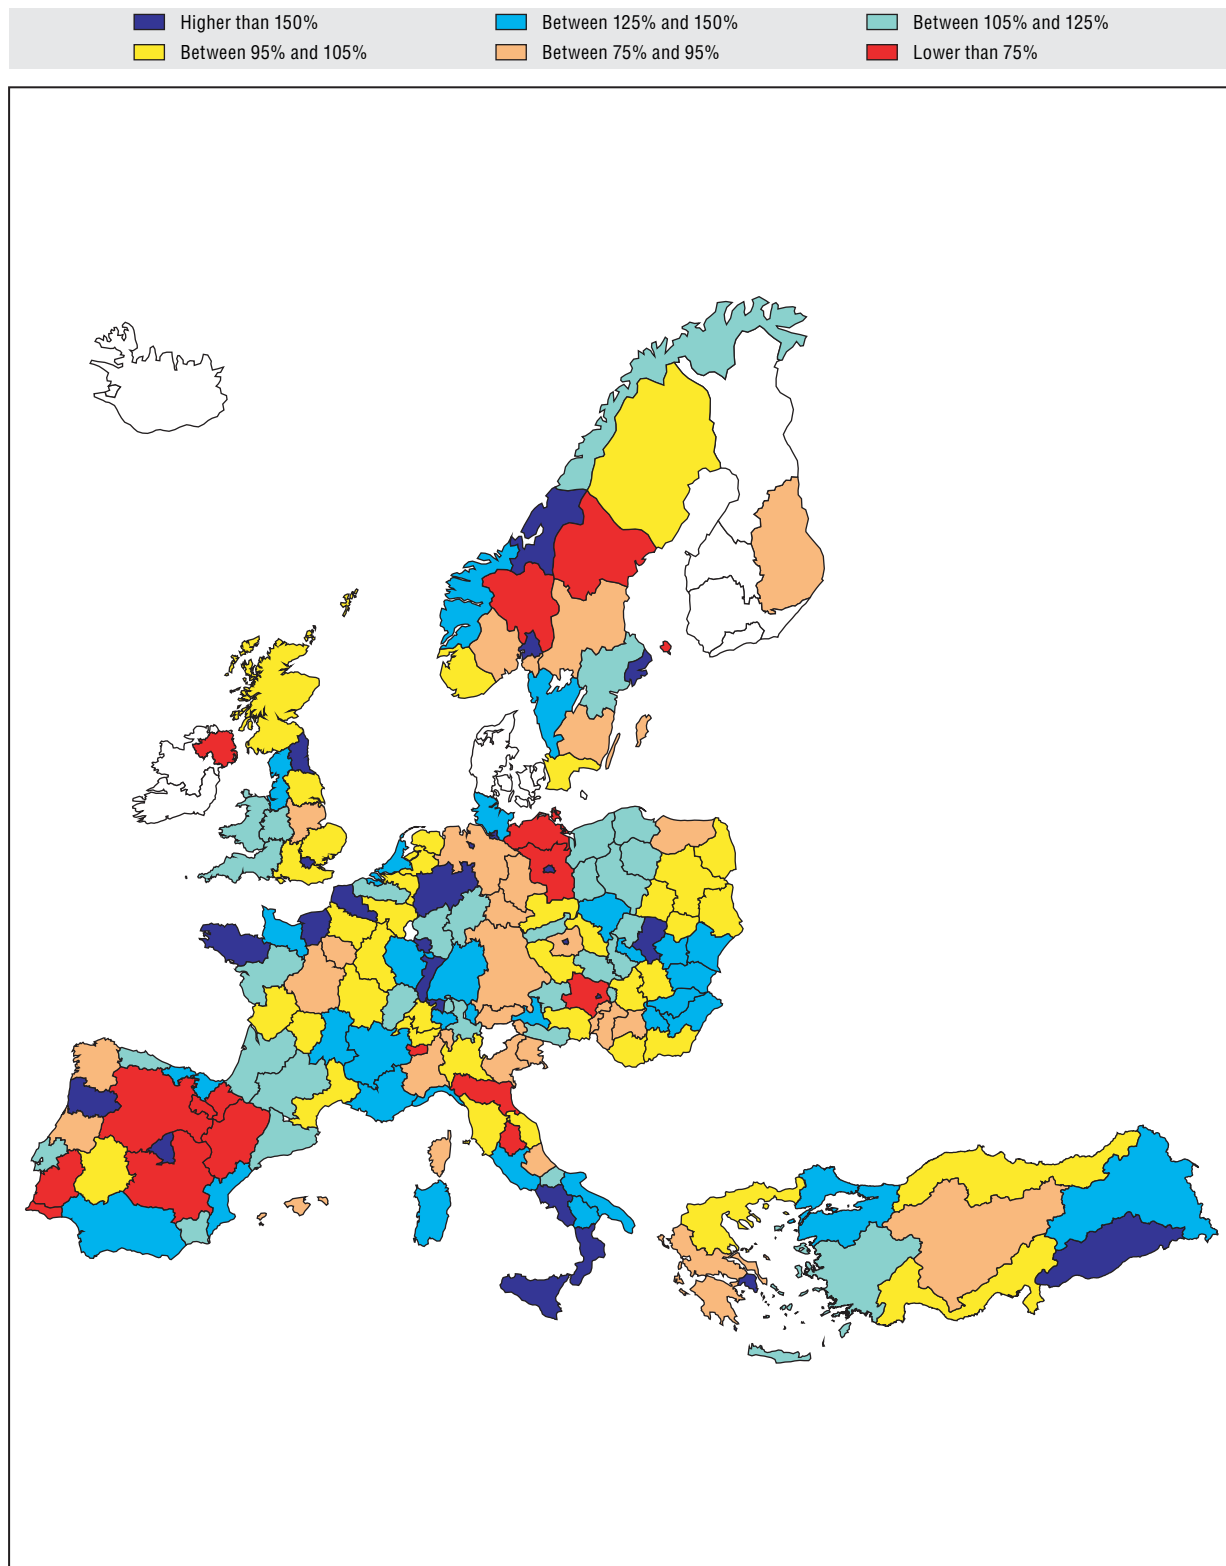 Higher than 150% Between 125% and 150% Between 105% and 125%
Between 95% and 105% Between 75% and 95% Lower than 75%